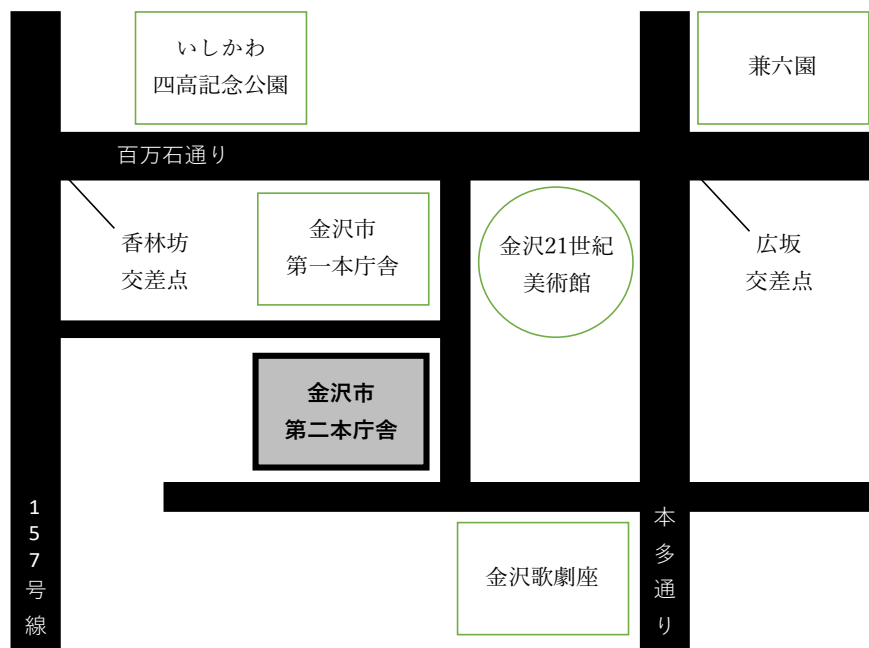 いしかわ
四高記念公園
兼六園
百万石通り
香林坊
交差点
金沢市
第一本庁舎
金沢21世紀
美術館
広坂
交差点
金沢市
第二本庁舎
157号線
本多通り
金沢歌劇座